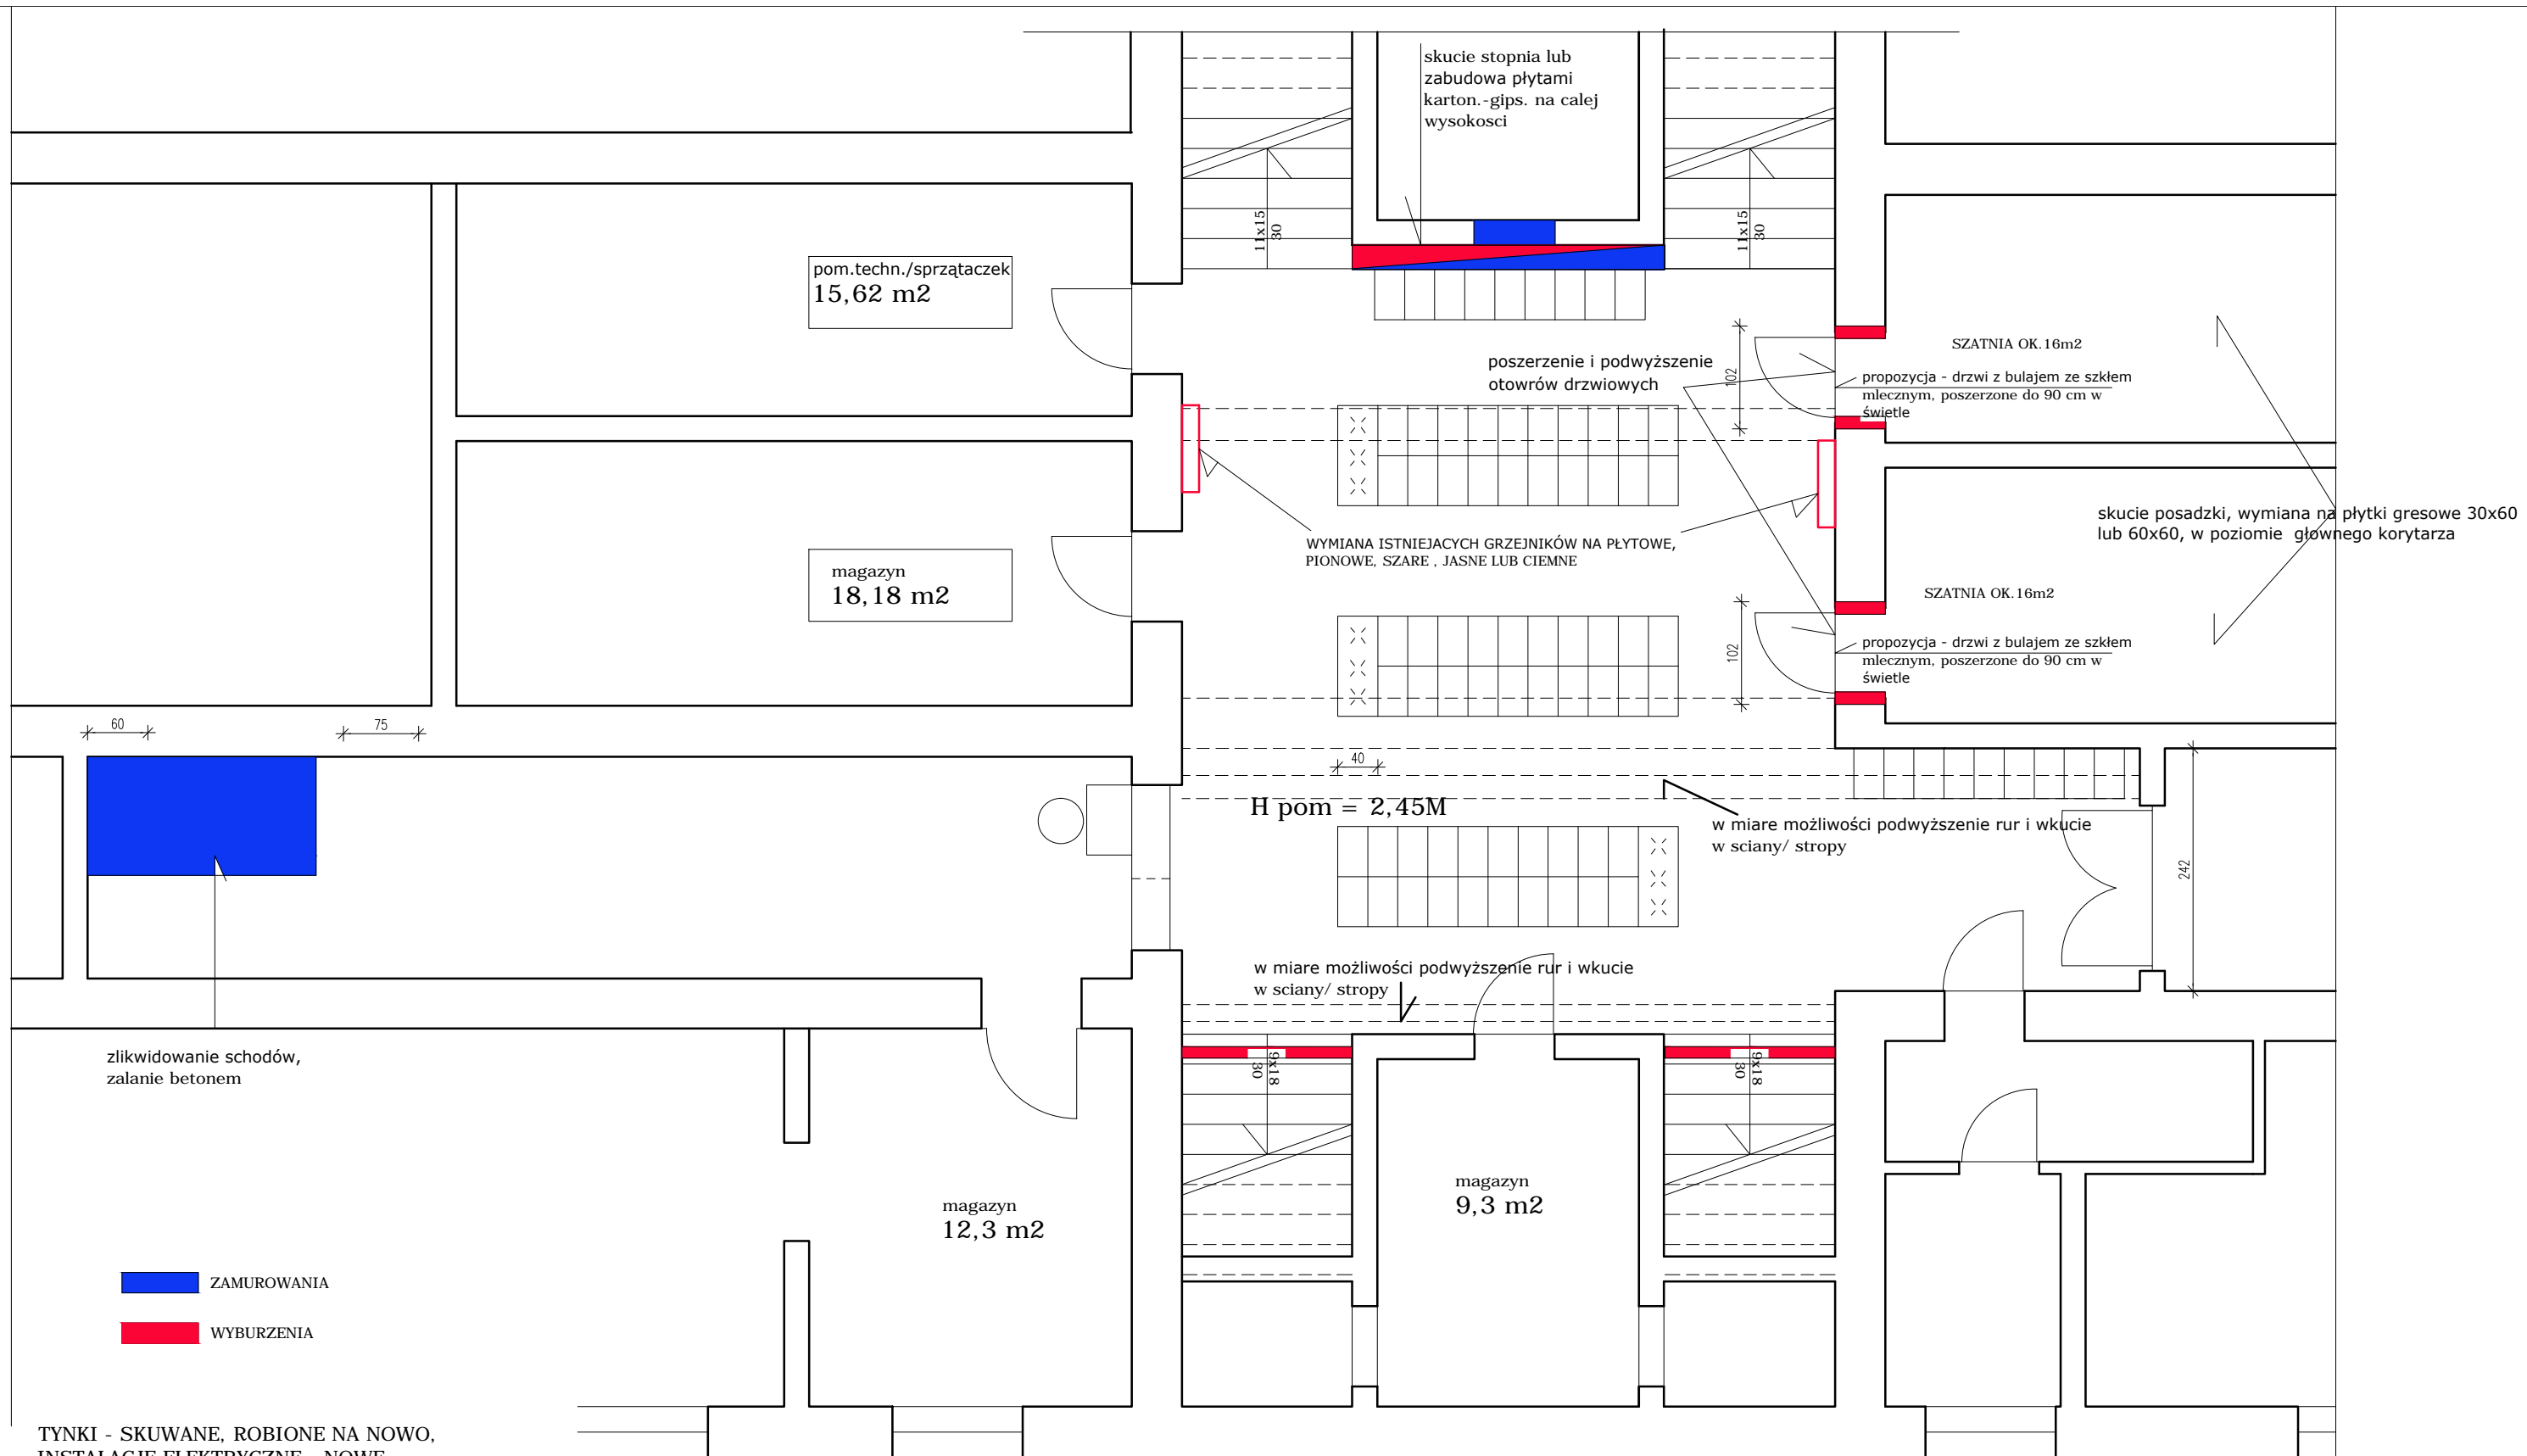 skucie stopnia lub
zabudowa płytami
karton.-gips. na calej
wysokosci
11x15
30
11x15
30
pom.techn./sprzątaczek
15,62 m2
poszerzenie i podwyższenie
otowrów drzwiowych
102
SZATNIA OK.16m2
propozycja - drzwi z bulajem ze szkłem
mlecznym, poszerzone do 90 cm w
świetle
skucie posadzki, wymiana na płytki gresowe 30x60
lub 60x60, w poziomie głownego korytarza
WYMIANA ISTNIEJACYCH GRZEJNIKÓW NA PŁYTOWE,
PIONOWE, SZARE , JASNE LUB CIEMNE
magazyn
18,18 m2
SZATNIA OK.16m2
102
propozycja - drzwi z bulajem ze szkłem
mlecznym, poszerzone do 90 cm w
świetle
60
75
40
H pom = 2,45M
w miare możliwości podwyższenie rur i wkucie
w sciany/ stropy
242
w miare możliwości podwyższenie rur i wkucie
w sciany/ stropy
zlikwidowanie schodów,
zalanie betonem
9x18
30
9x18
30
magazyn
12,3 m2
magazyn
9,3 m2
ZAMUROWANIA
WYBURZENIA
TYNKI - SKUWANE, ROBIONE NA NOWO,
INSTALACJE ELEKTRYCZNE - NOWE